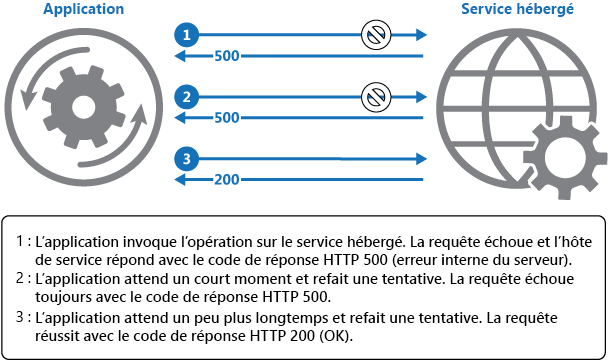 Application
Service hébergé
1
500
2
500
3
200
1 : L'application invoque l'opération sur le service hébergé. La requête échoue et l'hôte
de service répond avec le code de réponse HTTP 500 (erreur interne du serveur).
2 : L'application attend un court moment et refait une tentative. La requête échoue
toujours avec le code de réponse HTTP 500.
3 : L'application attend un peu plus longtemps et refait une tentative. La requête
réussit avec le code de réponse HTTP 200 (OK).